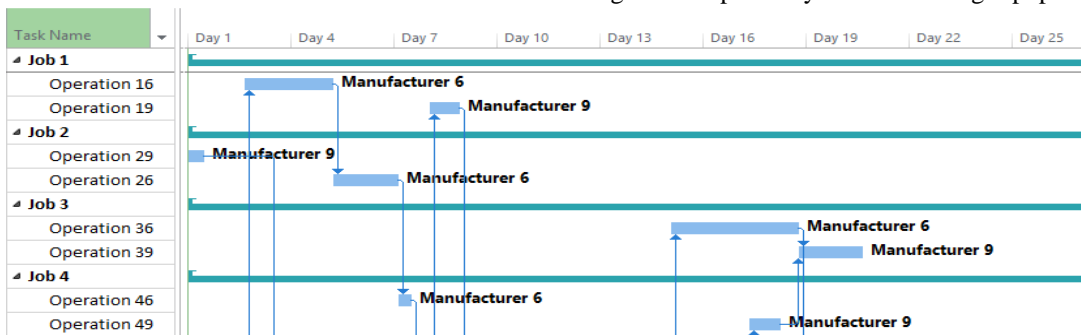 Task Name Day 1 Day 4 Day 7 Day 10 Day 13 Day 16 Day 19 Day 22 Day 25
Job 1
Operation 16 Manufacturer 6
Operation 19 Manufacturer 9
Job 2
Operation 29 Manufacturer 9
Operation 26 Manufacturer 6
Job 3
Operation 36 Manufacturer 6
Operation 39 Manufacturer 9
Job 4
Operation 46 Manufacturer 6
Operation 49 Manufacturer 9